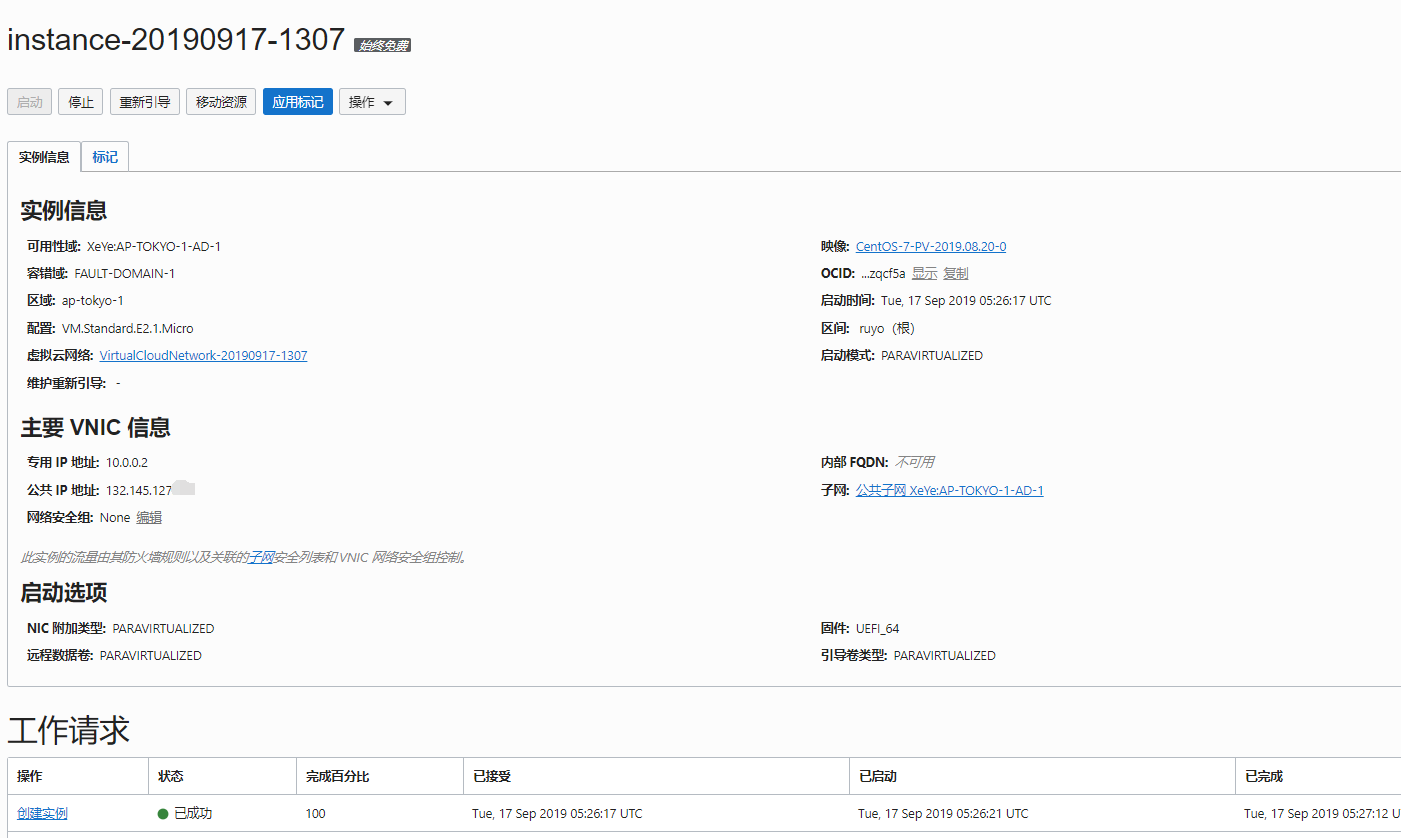 instance-20190917-1307 始终免费
启动 停止 重新引导 移动资源 应用标记 操作
实例信息 标记
实例信息
可用性域: XeYe:AP-TOKYO-1-AD-1
容错域: FAULT-DOMAIN-1
区域: ap-tokyo-1
配置: VM.Standard.E2.1.Micro
虚拟云网络: VirtualCloudNetwork-20190917-1307
维护重新引导: -
映像: CentOS-7-PV-2019.08.20-0
OCID: ...zqcf5a 显示 复制
启动时间: Tue, 17 Sep 2019 05:26:17 UTC
区间: ruyo（根）
启动模式: PARAVIRTUALIZED
主要 VNIC 信息
专用 IP 地址: 10.0.0.2
公共 IP 地址: 132.145.127
网络安全组: None 编辑
内部 FQDN: 不可用
子网: 公共子网 XeYe:AP-TOKYO-1-AD-1
此实例的流量由其防火墙规则以及关联的子网安全列表和 VNIC 网络安全组控制。
启动选项
NIC 附加类型: PARAVIRTUALIZED
远程数据卷: PARAVIRTUALIZED
固件: UEFI_64
引导卷类型: PARAVIRTUALIZED
工作请求
操作 状态 完成百分比 已接受 已启动 已完成
创建实例 已成功 100 Tue, 17 Sep 2019 05:26:17 UTC Tue, 17 Sep 2019 05:26:21 UTC Tue, 17 Sep 2019 05:27:12 U